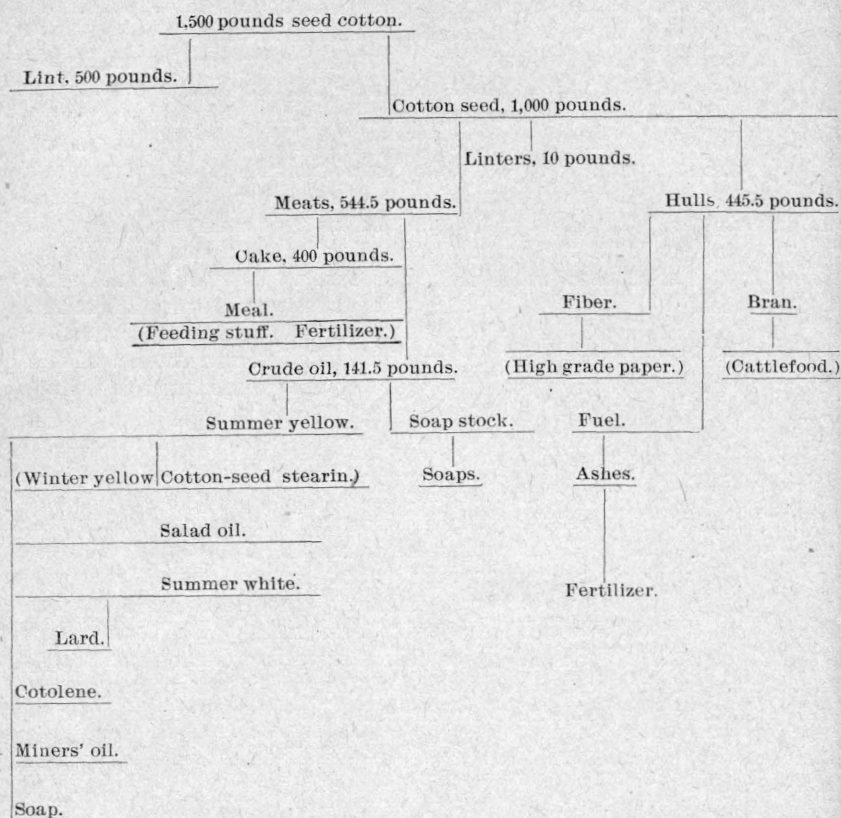 1,500 pounds seed cotton.
Lint, 500 pounds.
Cotton seed, 1,000 pounds.
Linters, 10 pounds.
Meats, 544.5 pounds. Hulls, 445.5 pounds.
Cake, 400 pounds.
Meal. Fiber. Bran.
(Feeding stuff. Fertilizer.)
Crude oil, 141.5 pounds. (High grade paper.) (Cattlefood.)
Summer yellow. Soap stock. Fuel.
(Winter yellow Cotton-seed stearin.) Soaps. Ashes.
Salad oil.
Summer white. Fertilizer.
Lard.
Cotolene.
Miners' oil.
Soap.